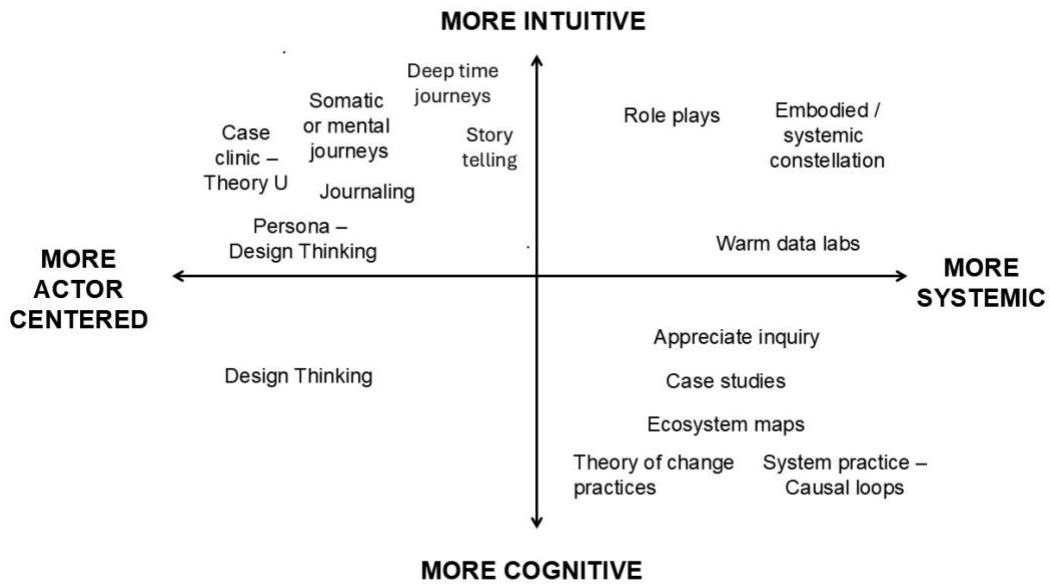 MORE INTUITIVE
Deep time
journeys
Somatic
or mental
journeys
Case
clinic –
Theory U
Story
telling
Journaling
Persona –
Design Thinking
Role plays
Embodied /
systemic
constellation
Warm data labs
MORE
ACTOR
CENTERED
MORE
SYSTEMIC
Design Thinking
Appreciate inquiry
Case studies
Ecosystem maps
Theory of change
practices
System practice –
Causal loops
MORE COGNITIVE